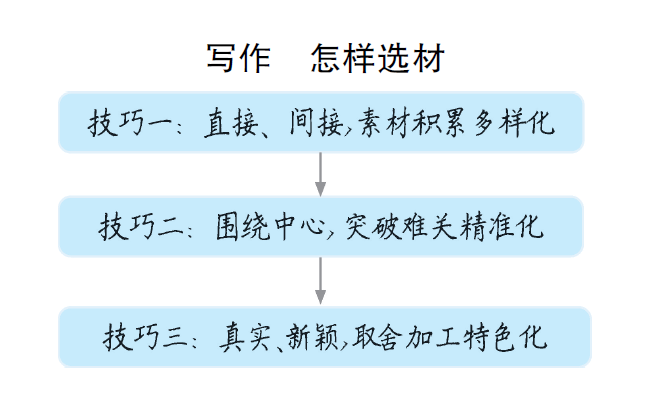 写作 怎样选材
技巧一：直接、间接,素材积累多样化
技巧二：围绕中心,突破难关精准化
技巧三：真实、新颖,取舍加工特色化